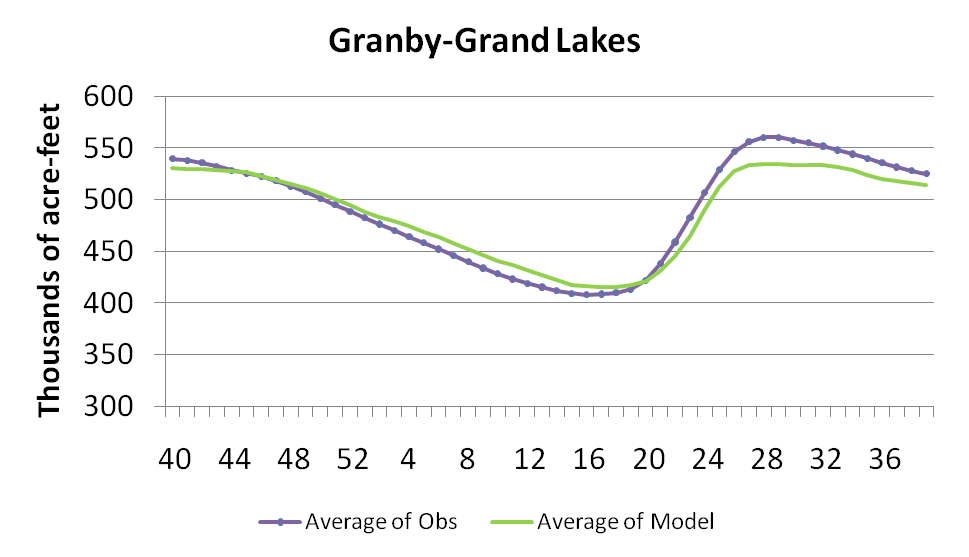 Granby-Grand Lakes
Thousands of acre-feet
600
550
500
450
400
350
300
40 44 48 52 4 8 12 16 20 24 28 32 36
Average of Obs Average of Model